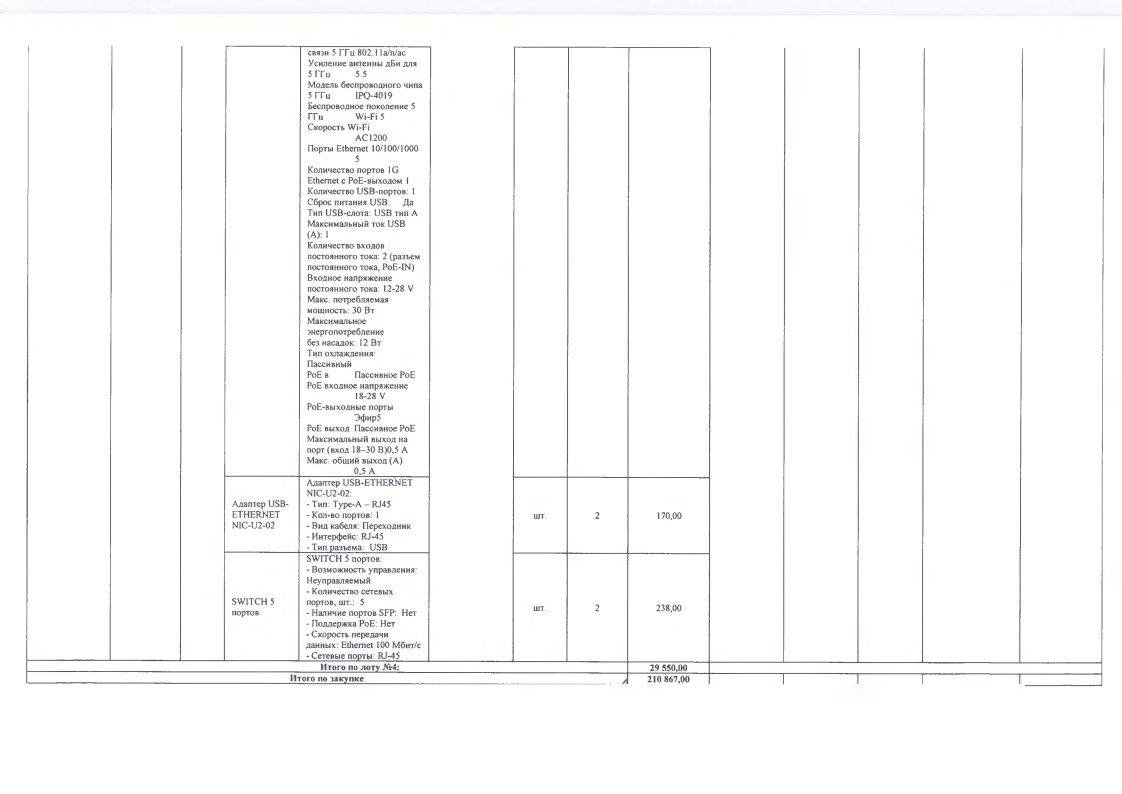 связи 5 ГГц 802.11a/n/ac
Усиление антенны дБи для
5 ГГц 5.5
Модель беспроводного чипа
5 ГГц IPQ-4019
Беспроводное поколение 5
ГГц Wi-Fi 5
Скорость Wi-Fi
AC1200
Порты Ethernet 10/100/1000
5
Количество портов 1G
Ethernet с PoE-выходом 1
Количество USB-портов: 1
Сброс питания USB: Да
Тип USB-слота: USB тип А
Максимальный ток USB
(А): 1
Количество входов
постоянного тока: 2 (разъем
постоянного тока, PoE-IN)
Входное напряжение
постоянного тока: 12-28 V
Макс. потребляемая
мощность: 30 Вт
Максимальное
энергопотребление
без насадок: 12 Вт
Тип охлаждения:
Пассивный
PoE в Пассивное PoE
PoE входное напряжение
18-28 V
PoE-выходные порты
Эфир5
PoE выход Пассивное PoE
Максимальный выход на
порт (вход 18–30 В)0,5 А
Макс. общий выход (А)
0,5 А
Адаптер USB-
ETHERNET
NIC-U2-02
Адаптер USB-ETHERNET
NIC-U2-02:
- Тип: Type-A – RJ45
- Кол-во портов: 1
- Вид кабеля: Переходник
- Интерфейс: RJ-45
- Тип разъема: USB
шт. 2 170,00
SWITCH 5
портов
SWITCH 5 портов:
- Возможность управления:
Неуправляемый
- Количество сетевых
портов, шт.: 5
- Наличие портов SFP: Нет
- Поддержка PoE: Нет
- Скорость передачи
данных: Ethernet 100 Мбит/с
- Сетевые порты: RJ-45
шт. 2 238,00
Итого по лоту №4: 29 550,00
Итого по закупке 210 867,00